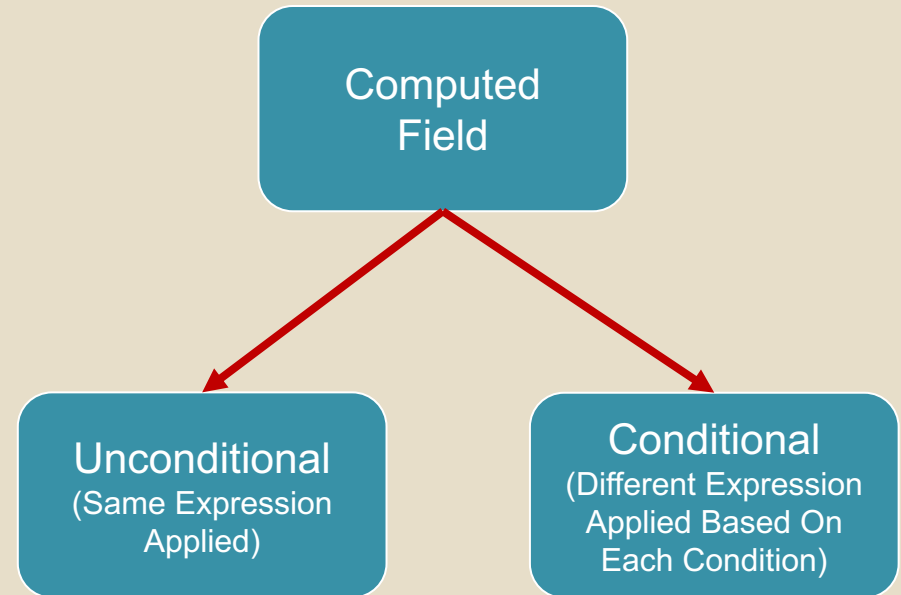 Computed
Field
Unconditional
(Same Expression
Applied)
Conditional
(Different Expression
Applied Based On
Each Condition)